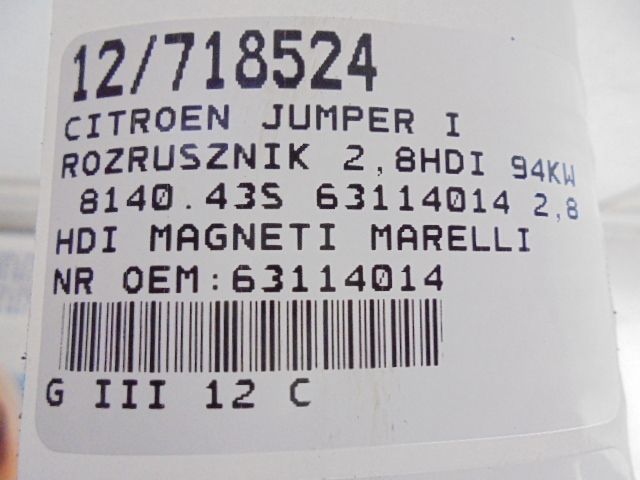 12/718524
CITROEN JUMPER I
ROZRUSZNIK 2,8HDI 94KW
8140.43S 63114014 2,8
HDI MAGNETI MARELLI
NR OEM:63114014
G III 12 C